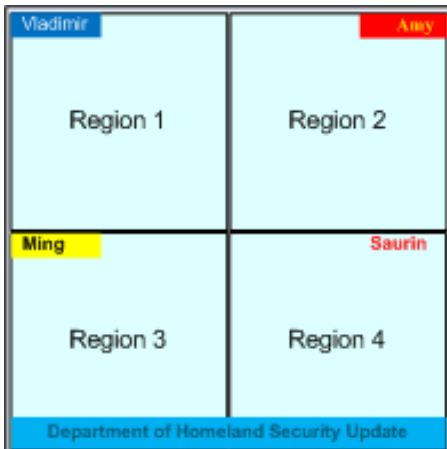 Vladimir
Amy
Region 1
Region 2
Ming
Saurin
Region 3
Region 4
Department of Homeland Security Update